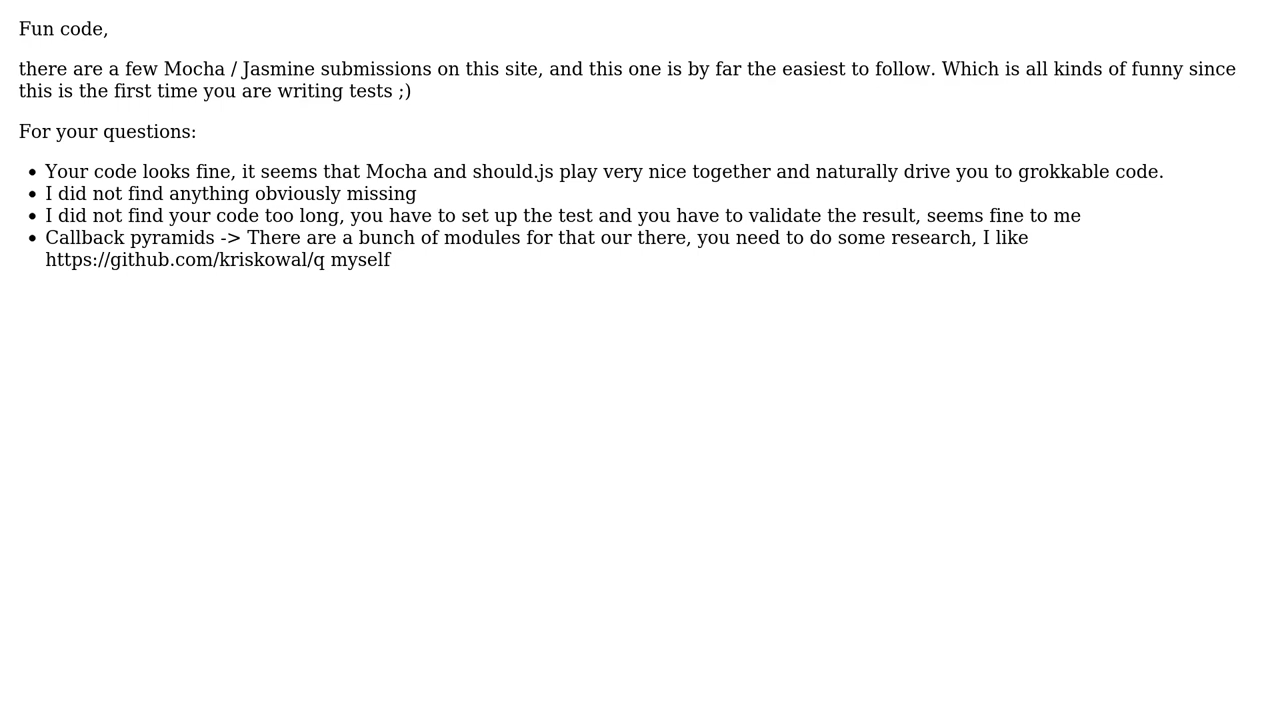 Fun code,
there are a few Mocha / Jasmine submissions on this site, and this one is by far the easiest to follow. Which is all kinds of funny since
this is the first time you are writing tests ;)
For your questions:
• Your code looks fine, it seems that Mocha and should.js play very nice together and naturally drive you to grokkable code.
• I did not find anything obviously missing
• I did not find your code too long, you have to set up the test and you have to validate the result, seems fine to me
• Callback pyramids -> There are a bunch of modules for that our there, you need to do some research, I like
https://github.com/kriskowal/q myself